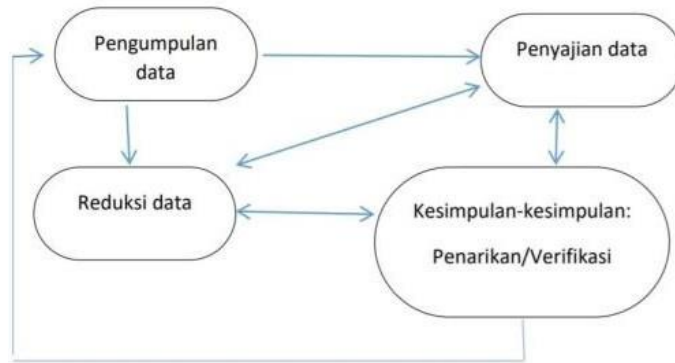 Pengumpulan
data
Penyajian data
Reduksi data
Kesimpulan-kesimpulan:
Penarikan/Verifikasi